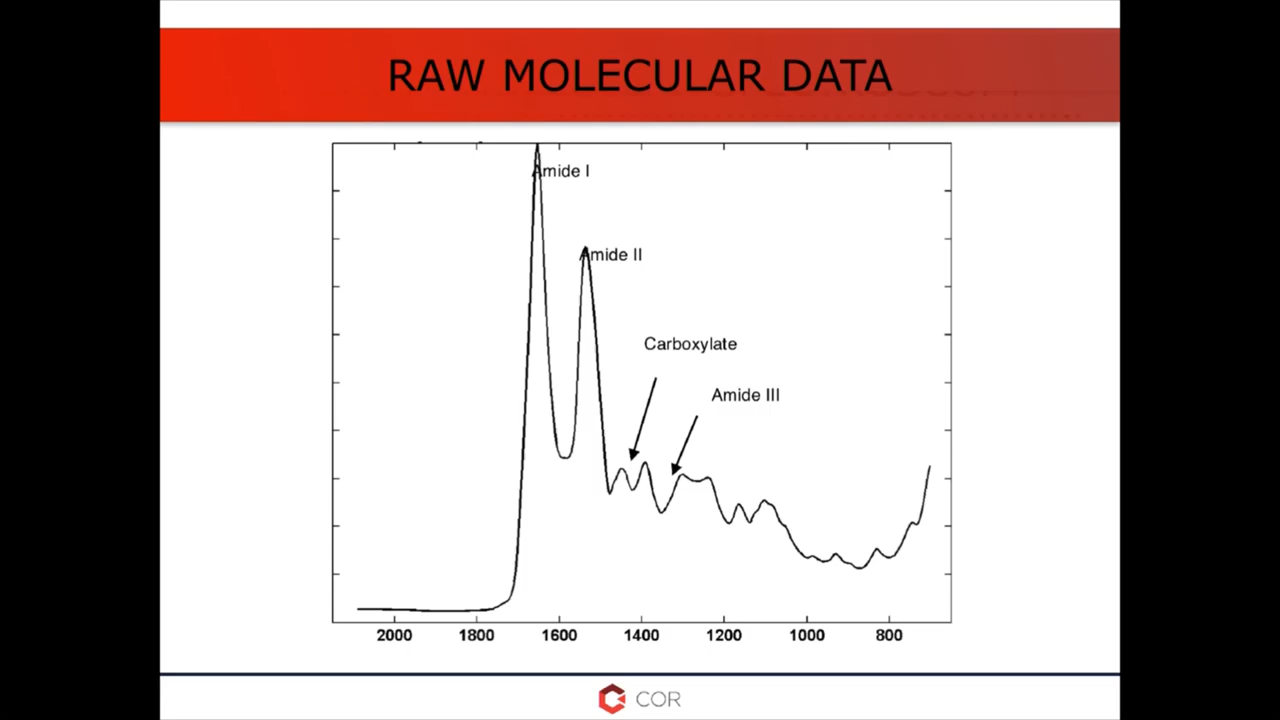 RAW MOLECULAR DATA
Amide I
Amide II
Carboxylate
Amide III
2000 1800 1600 1400 1200 1000 800
COR